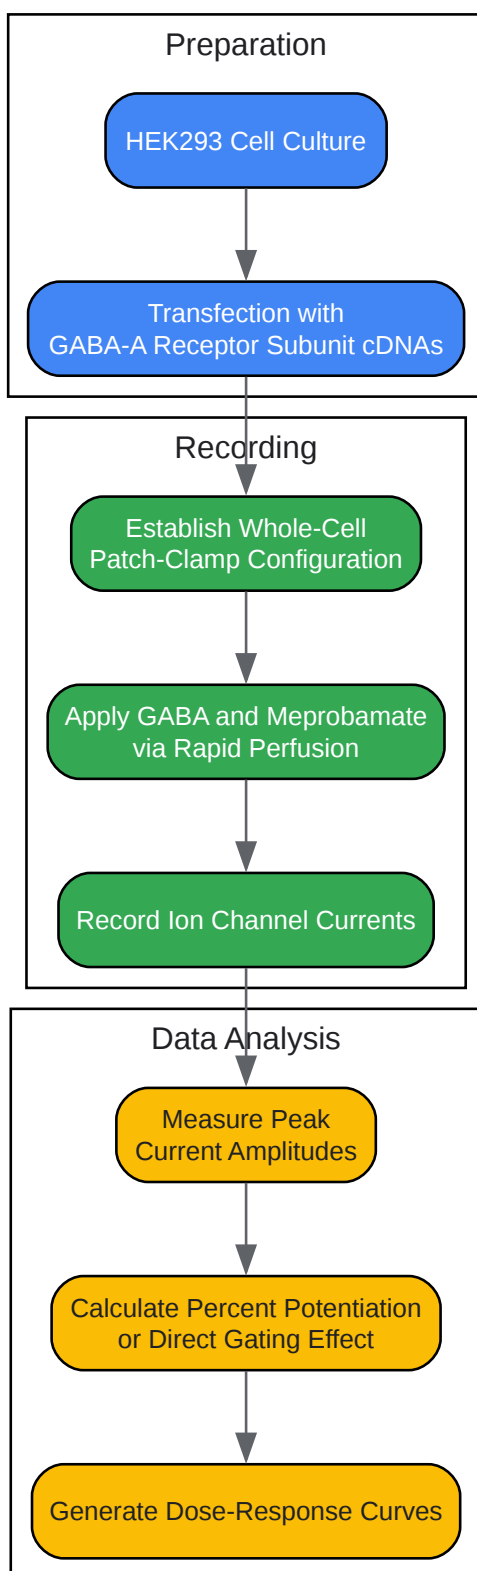 Preparation
HEK293 Cell Culture
Transfection with
GABA-A Receptor Subunit cDNAs
Recording
Establish Whole-Cell
Patch-Clamp Configuration
Apply GABA and Meprobamate
via Rapid Perfusion
Record Ion Channel Currents
Data Analysis
Measure Peak
Current Amplitudes
Calculate Percent Potentiation
or Direct Gating Effect
Generate Dose-Response Curves